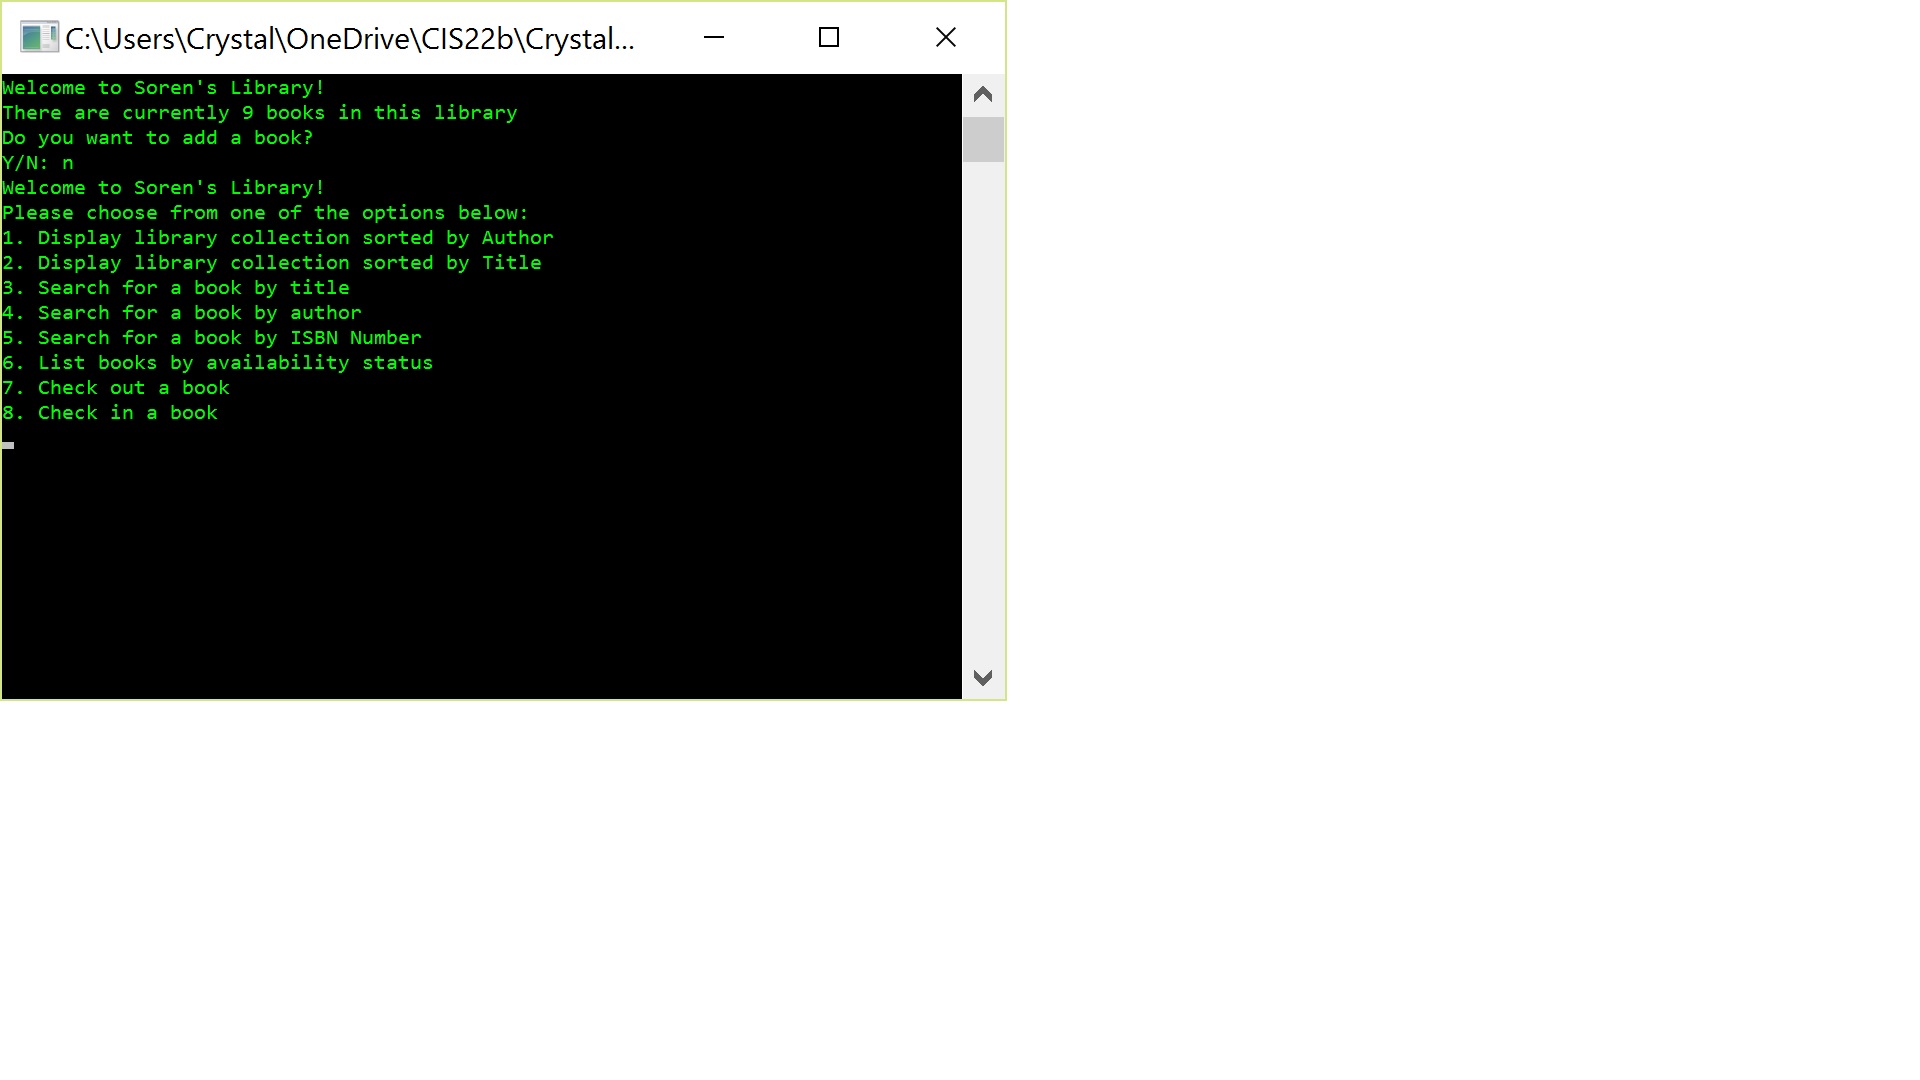 C:\Users\Crystal\OneDrive\CIS22b\Crystal...
Welcome to Soren's Library!
There are currently 9 books in this library
Do you want to add a book?
Y/N: n
Welcome to Soren's Library!
Please choose from one of the options below:
1. Display library collection sorted by Author
2. Display library collection sorted by Title
3. Search for a book by title
4. Search for a book by author
5. Search for a book by ISBN Number
6. List books by availability status
7. Check out a book
8. Check in a book